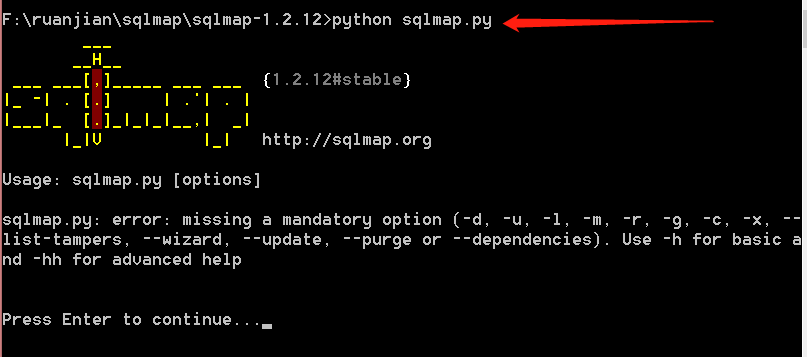 F:\ruanjian\sqlmap\sqlmap-1.2.12>python sqlmap.py
        ___
       __H__
 ___ ___[,]_____ ___ ___  {1.2.12#stable}
|_ -| . [.]     | .'| . |
|___|_  [.]_|_|_|__,|  _|
      |_|V          |_|   http://sqlmap.org
Usage: sqlmap.py [options]
sqlmap.py: error: missing a mandatory option (-d, -u, -l, -m, -r, -g, -c, -x, --
list-tampers, --wizard, --update, --purge or --dependencies). Use -h for basic a
nd -hh for advanced help
Press Enter to continue..._